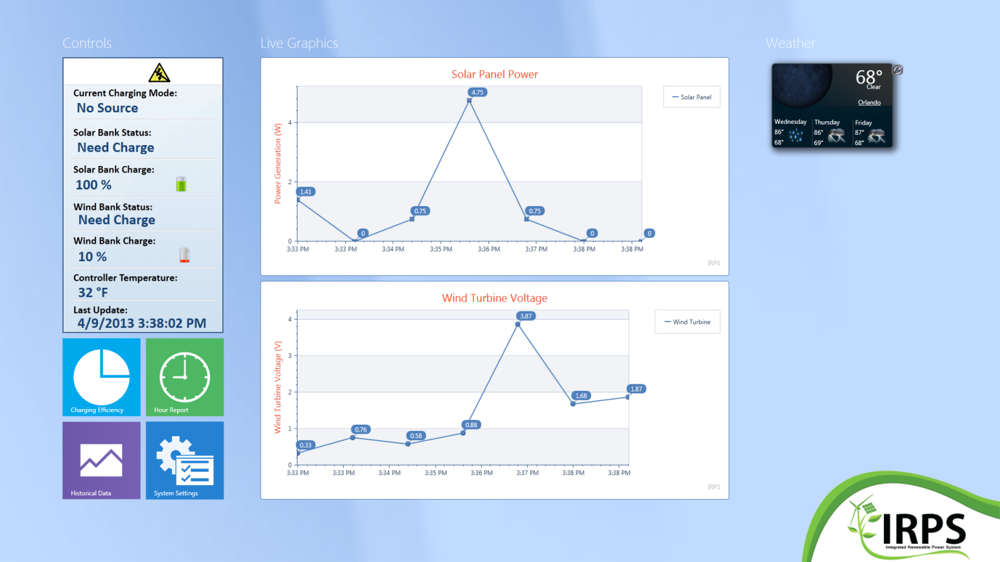 Controls
Current Charging Mode:
No Source
Solar Bank Status:
Need Charge
Solar Bank Charge:
100 %
Wind Bank Status:
Need Charge
Wind Bank Charge:
10 %
Controller Temperature:
32 °F
Last Update:
4/9/2013 3:38:02 PM
Charging Efficiency
Hour Report
Historical Data
System Settings
Live Graphics
Solar Panel Power
Power Generation (W)
4
2
0
1.41
0
0.75
4.75
0.75
0
0
3:33 PM 3:33 PM 3:34 PM 3:35 PM 3:36 PM 3:37 PM 3:38 PM 3:38 PM
Solar Panel
IRPS
Wind Turbine Voltage
Wind Turbine Voltage (V)
4
3
2
1
0
0.33
0.76
0.58
0.88
3.87
1.68
1.87
3:33 PM 3:33 PM 3:34 PM 3:35 PM 3:36 PM 3:37 PM 3:38 PM 3:38 PM
Wind Turbine
IRPS
Weather
68°
Clear
Orlando
Wednesday Thursday Friday
86° 86° 87°
68° 69° 68°
IRPS
Integrated Renewable Power System